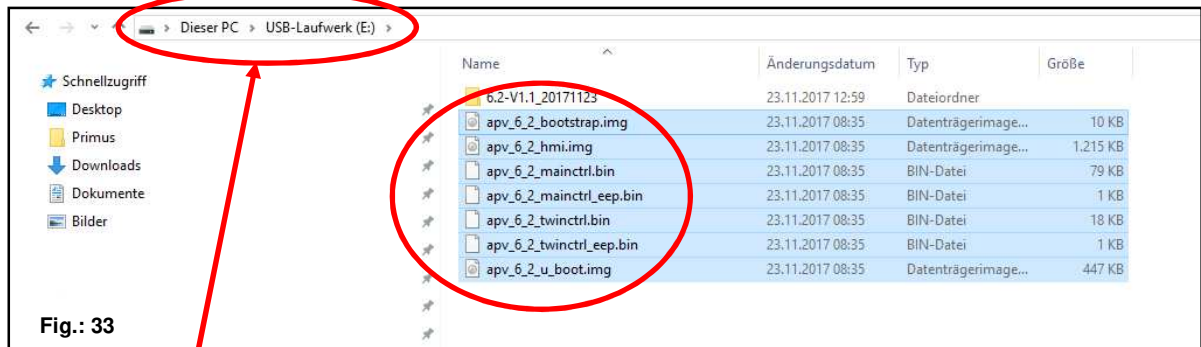 Dieser PC > USB-Laufwerk (E:) >
Schnellzugriff
Desktop
Primus
Downloads
Dokumente
Bilder
Name Änderungsdatum Typ Größe
6.2-V1.1_20171123 23.11.2017 12:59 Dateiordner
apv_6_2_bootstrap.img 23.11.2017 08:35 Datenträgerimage... 10 KB
apv_6_2_hmi.img 23.11.2017 08:35 Datenträgerimage... 1.215 KB
apv_6_2_mainctrl.bin 23.11.2017 08:35 BIN-Datei 79 KB
apv_6_2_mainctrl_eep.bin 23.11.2017 08:35 BIN-Datei 1 KB
apv_6_2_twinctrl.bin 23.11.2017 08:35 BIN-Datei 18 KB
apv_6_2_twinctrl_eep.bin 23.11.2017 08:35 BIN-Datei 1 KB
apv_6_2_u_boot.img 23.11.2017 08:35 Datenträgerimage... 447 KB
Fig.: 33